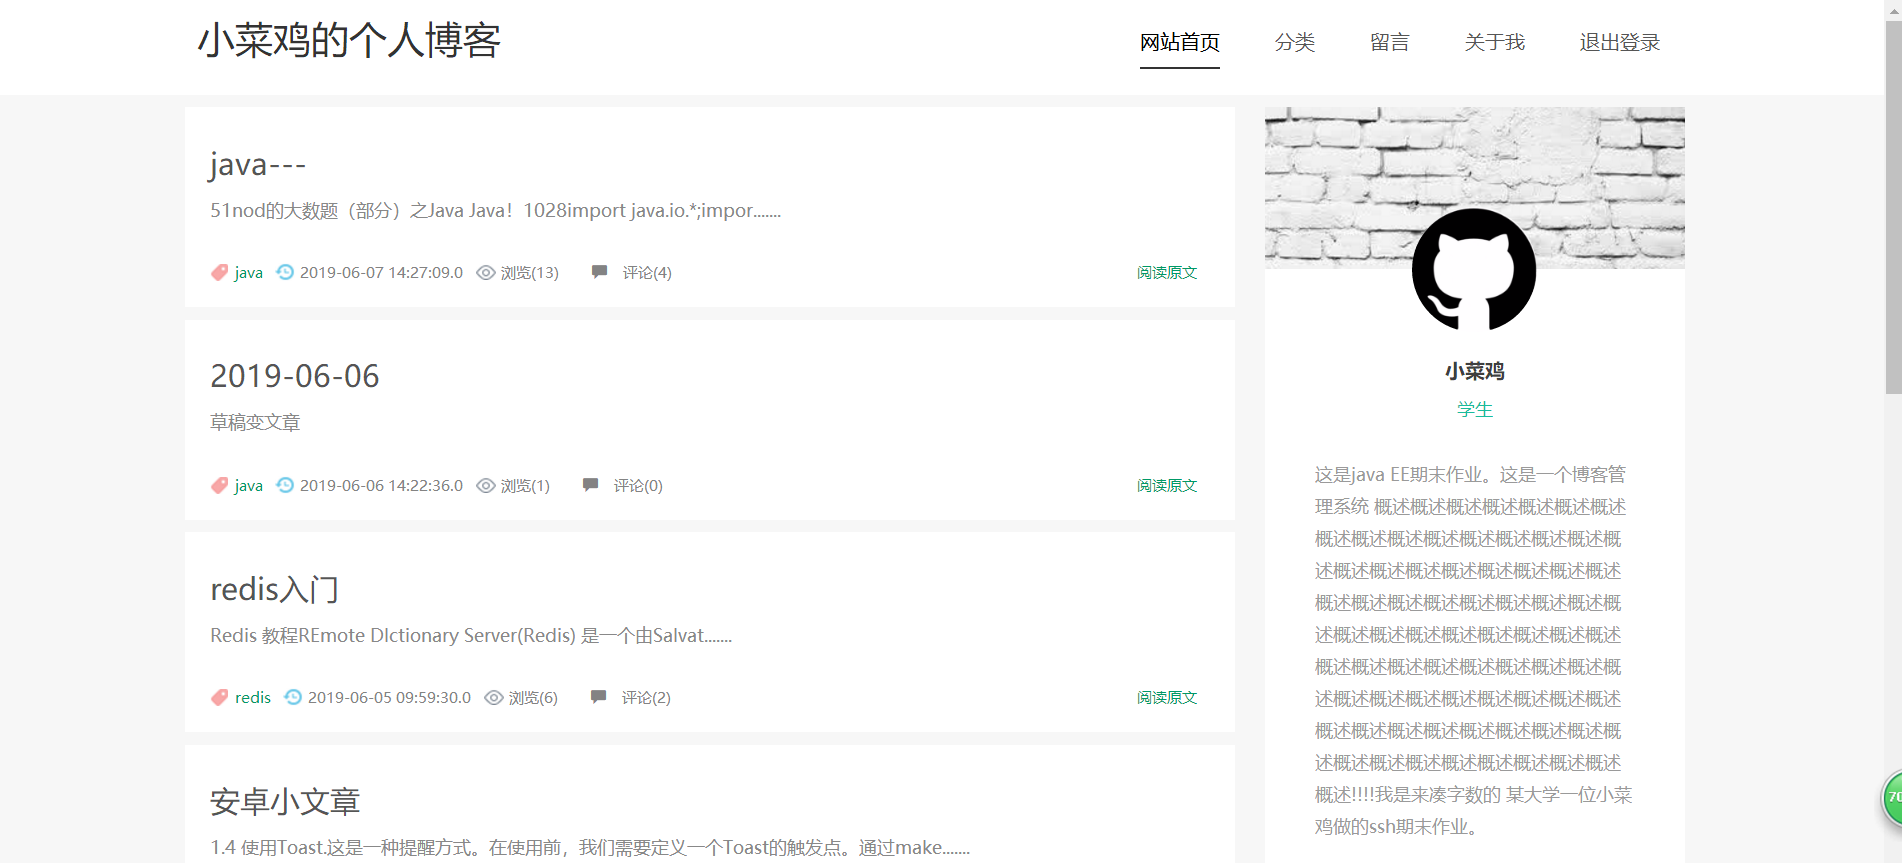 小菜鸡的个人博客
网站首页 分类 留言 关于我 退出登录
java---
51nod的大数题（部分）之Java Java！1028import java.io.*;impor.......
java 2019-06-07 14:27:09.0 浏览(13) 评论(4) 阅读原文
2019-06-06
草稿变文章
java 2019-06-06 14:22:36.0 浏览(1) 评论(0) 阅读原文
redis入门
Redis 教程REmote DIctionary Server(Redis) 是一个由Salvat.......
redis 2019-06-05 09:59:30.0 浏览(6) 评论(2) 阅读原文
安卓小文章
1.4 使用Toast.这是一种提醒方式。在使用前，我们需要定义一个Toast的触发点。通过make.......
小菜鸡
学生
这是java EE期末作业。这是一个博客管
理系统 概述概述概述概述概述概述概述
概述概述概述概述概述概述概述概述概
述概述概述概述概述概述概述概述概述
概述概述概述概述概述概述概述概述概
述概述概述概述概述概述概述概述概述
概述概述概述概述概述概述概述概述概
述概述概述概述概述概述概述概述概述
概述概述概述概述概述概述概述概述概
述概述概述概述概述概述概述概述概述
概述!!!!我是来凑字数的 某大学一位小菜
鸡做的ssh期末作业。